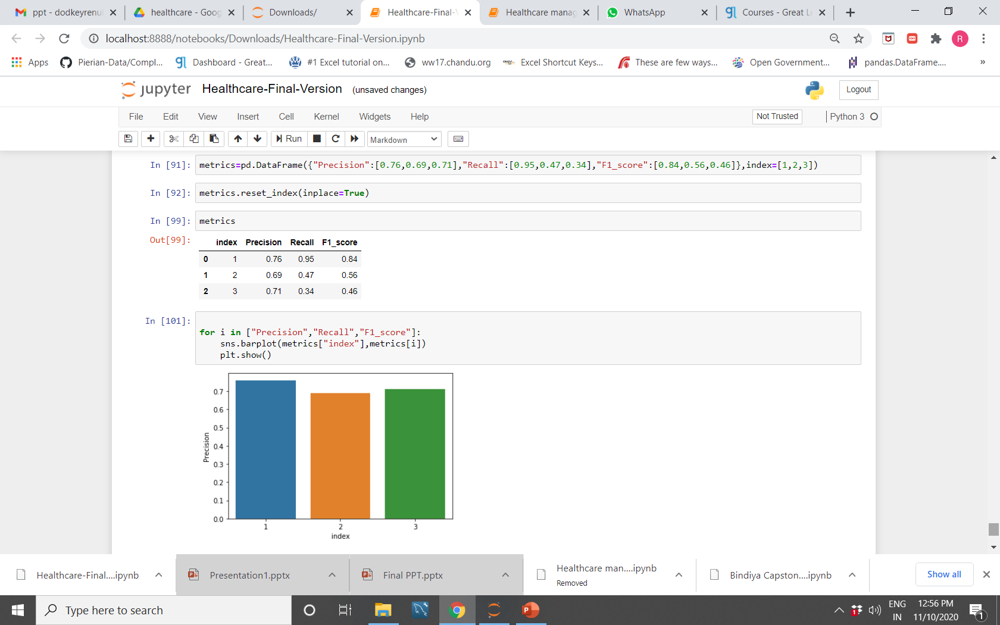 ppt - dodkeyrenu
healthcare - Goog
Downloads/
Healthcare-Final-V
Healthcare manag
WhatsApp
Courses - Great Le
localhost:8888/notebooks/Downloads/Healthcare-Final-Version.ipynb
R
Apps
Pierian-Data/Compl...
gl
Dashboard - Great...
#1 Excel tutorial on...
ww17.chandu.org
Excel Shortcut Keys...
These are few ways...
Open Government...
pandas.DataFrame....
»
jupyter
Healthcare-Final-Version
(unsaved changes)
Logout
File
Edit
View
Insert
Cell
Kernel
Widgets
Help
Not Trusted
Python 3
Run
Markdown
In [91]:
metrics=pd.DataFrame({"Precision":[0.76,0.69,0.71],"Recall":[0.95,0.47,0.34],"F1_score":[0.84,0.56,0.46]},index=[1,2,3])
In [92]:
metrics.reset_index(inplace=True)
In [99]:
metrics
Out[99]:
index Precision Recall F1_score
0 1 0.76 0.95 0.84
1 2 0.69 0.47 0.56
2 3 0.71 0.34 0.46
In [101]:
for i in ["Precision","Recall","F1_score"]:
    sns.barplot(metrics["index"],metrics[i])
    plt.show()
Precision
0.7
0.6
0.5
0.4
0.3
0.2
0.1
0.0
1 2 3
index
Healthcare-Final....ipynb
Presentation1.pptx
Final PPT.pptx
Healthcare man....ipynb
Removed
Bindiya Capston....ipynb
Show all
Type here to search
ENG
IN
12:56 PM
11/10/2020
1